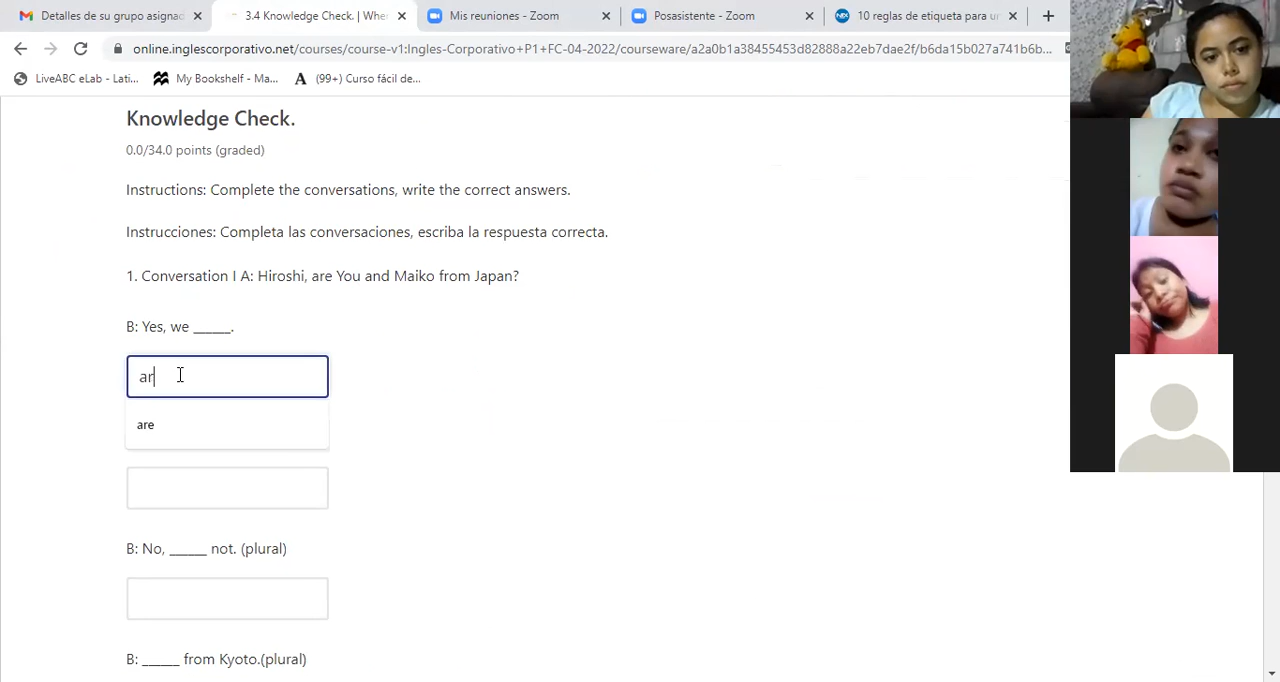 Detalles de su grupo asignad
3.4 Knowledge Check. | Whe
Mis reuniones - Zoom
Posasistente - Zoom
10 reglas de etiqueta para u
online.inglescorporativo.net/courses/course-v1:Ingles-Corporativo+P1+FC-04-2022/courseware/a2a0b1a38455453d82888a22eb7dae2f/b6da15b027a741b6b...
LiveABC eLab - Lati...
My Bookshelf - Ma...
(99+) Curso fácil de...
Knowledge Check.
0.0/34.0 points (graded)
Instructions: Complete the conversations, write the correct answers.
Instrucciones: Completa las conversaciones, escriba la respuesta correcta.
1. Conversation I A: Hiroshi, are You and Maiko from Japan?
B: Yes, we ______.
ar
are
B: No, ______ not. (plural)
B: ______ from Kyoto.(plural)